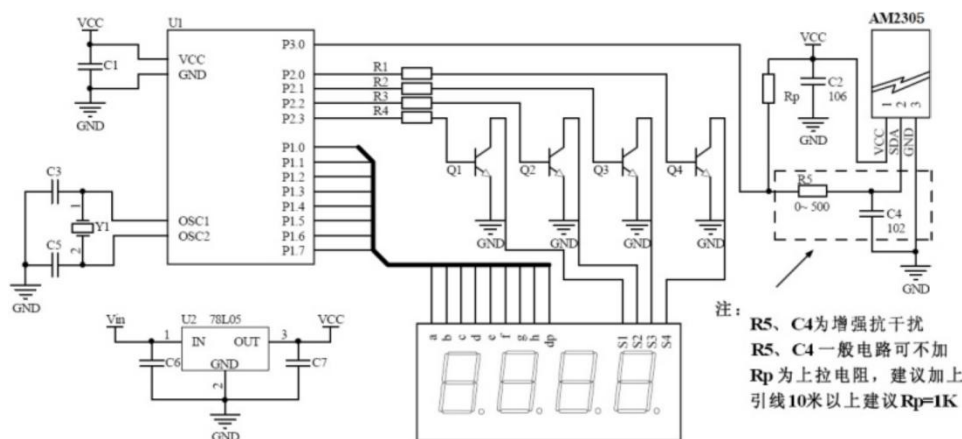 U1
VCC
VCC
GND
C1
GND
P3.0
P2.0
P2.1
P2.2
P2.3
P1.0
P1.1
P1.2
P1.3
P1.4
P1.5
P1.6
P1.7
OSC1
OSC2
C3
C5
1
Y1
2
GND
R1
R2
R3
R4
Q1
Q2
Q3
Q4
GND
GND
GND
GND
AM2305
VCC
Rp
C2
106
GND
1
2
3
VCC
SDA
GND
R5
0~ 500
C4
102
GND
Vin
U2 78L05
VCC
1
IN OUT
3
GND
2
C6
C7
GND
a
b
c
d
e
f
g
h
dp
S1
S2
S3
S4
注：
R5、C4为增强抗干扰
R5、C4 一般电路可不加
Rp 为上拉电阻，建议加上
引线10米以上建议Rp=1K